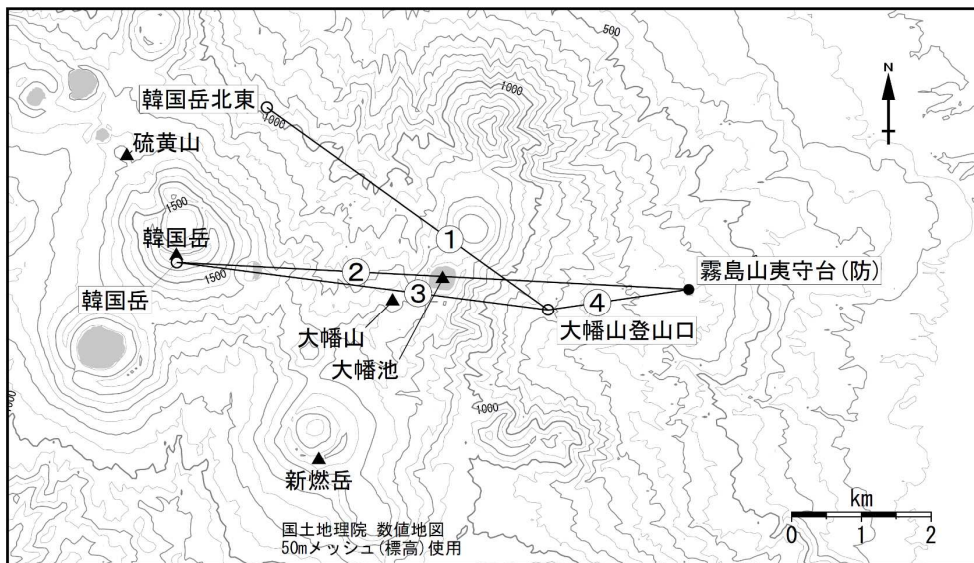 500
韓国岳北東
1000
1000
N
硫黄山
1500
韓国岳
①
霧島山夷守台(防)
②
1500
韓国岳
③
④
大幡山登山口
大幡山
大幡池
1000
新燃岳
km
国土地理院 数値地図
50mメッシュ(標高)使用
0 1 2